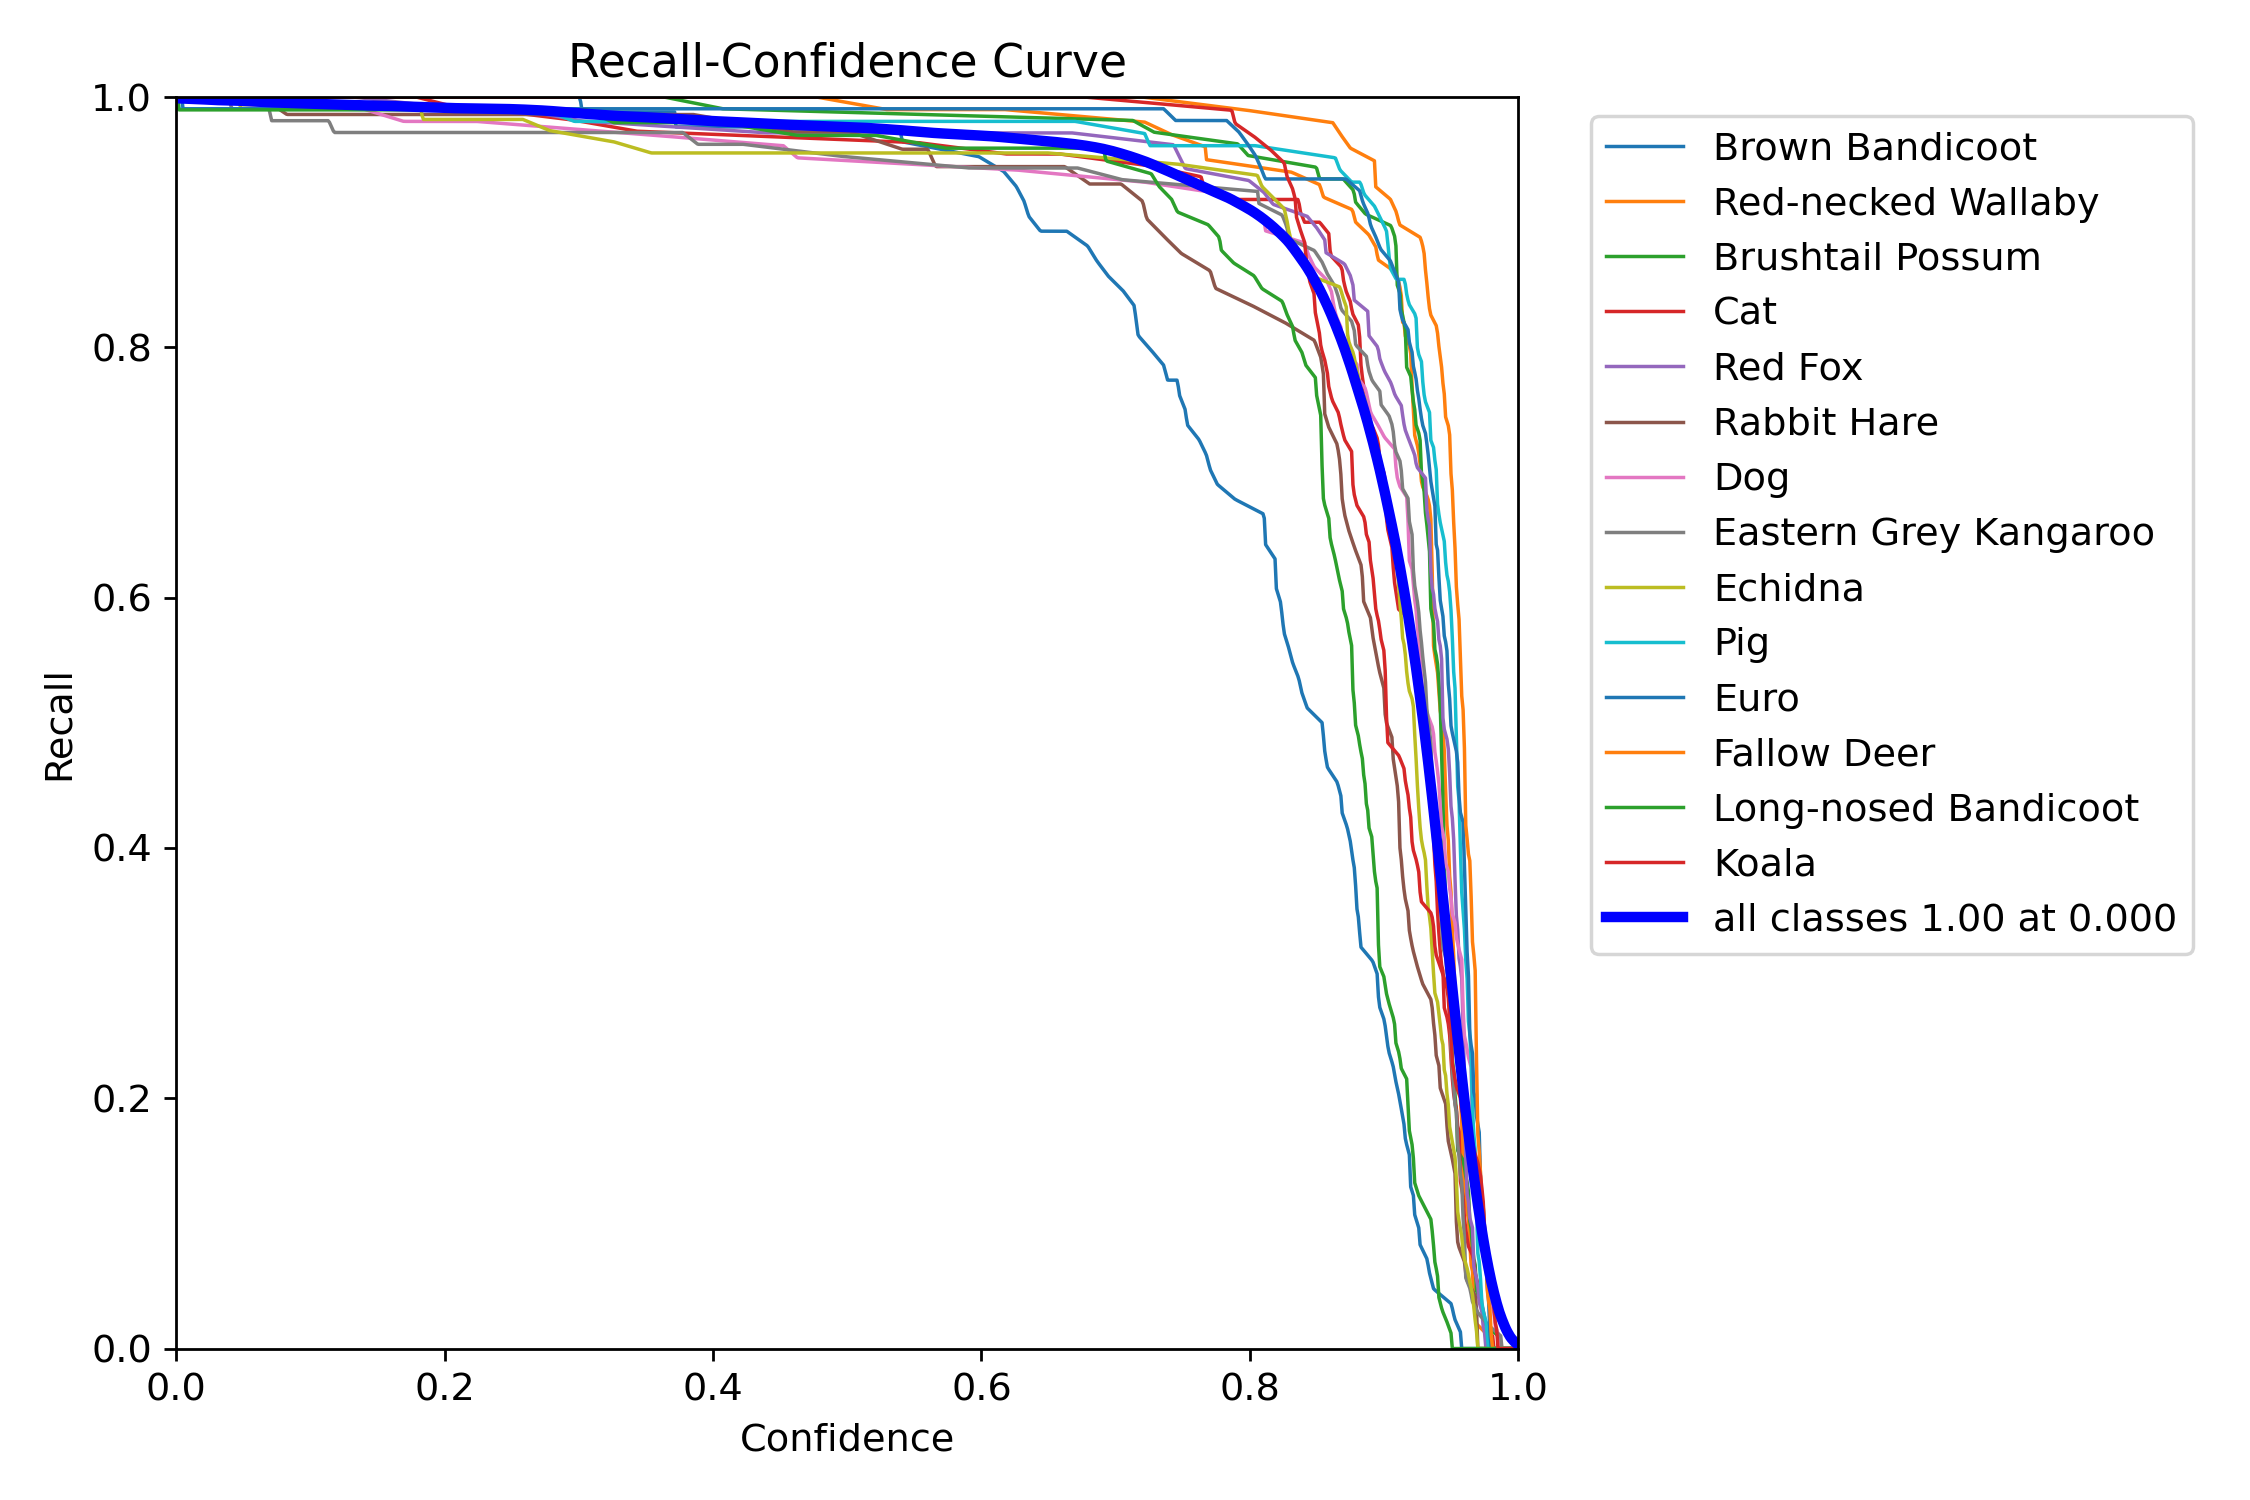 Recall-Confidence Curve
1.0
0.8
0.6
0.4
0.2
0.0
Recall
0.0 0.2 0.4 0.6 0.8 1.0
Confidence
Brown Bandicoot
Red-necked Wallaby
Brushtail Possum
Cat
Red Fox
Rabbit Hare
Dog
Eastern Grey Kangaroo
Echidna
Pig
Euro
Fallow Deer
Long-nosed Bandicoot
Koala
all classes 1.00 at 0.000